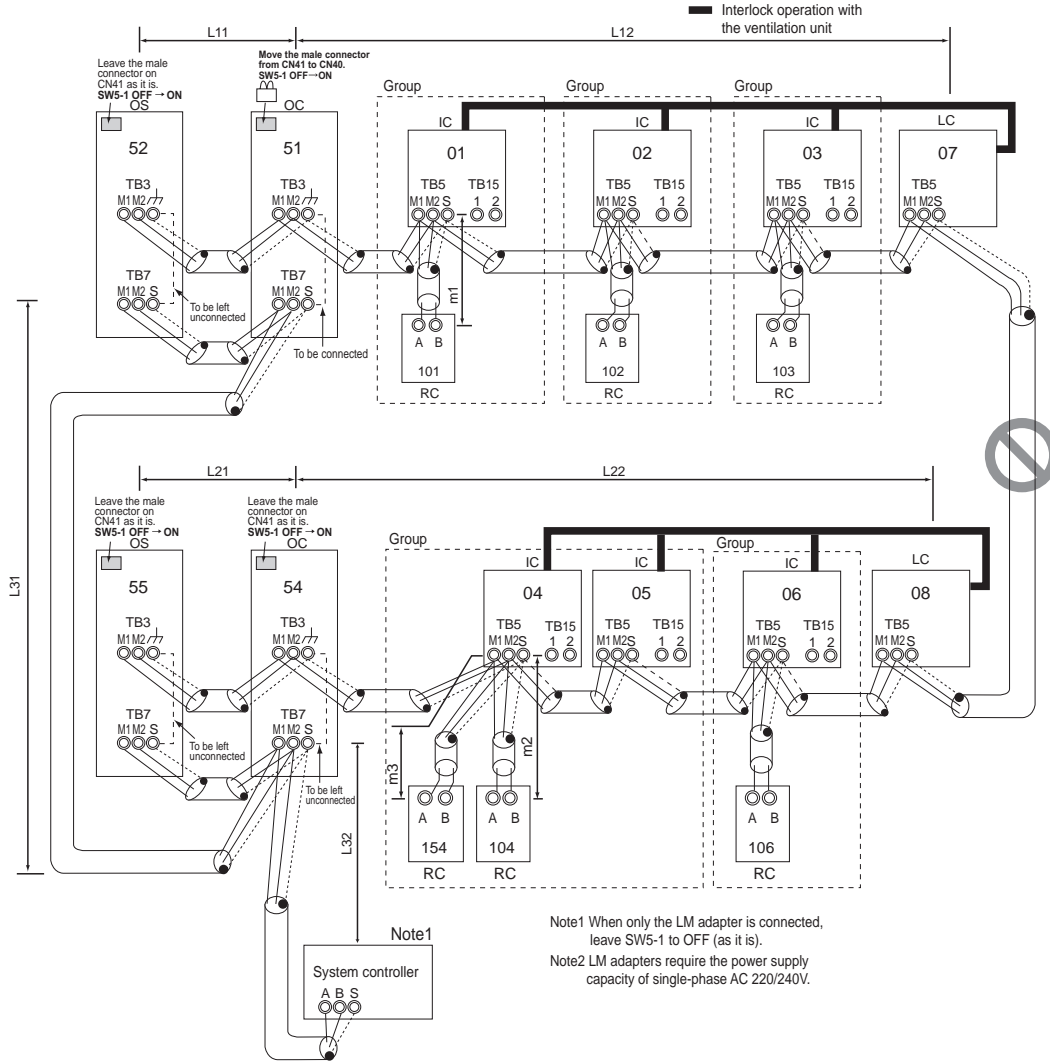 Interlock operation with
the ventilation unit
L11
L12
Leave the male
connector on
CN41 as it is.
SW5-1 OFF → ON
Move the male connector
from CN41 to CN40.
SW5-1 OFF→ON
OS
OC
Group
Group
Group
IC
IC
IC
LC
52
51
01
02
03
07
TB3
TB3
TB5
TB15
TB5
TB15
TB5
TB15
TB5
M1 M2
M1 M2
M1 M2 S
1 2
M1 M2 S
1 2
M1 M2 S
1 2
M1 M2 S
TB7
TB7
M1 M2 S
M1 M2 S
To be left
unconnected
To be connected
m1
A B
A B
A B
101
102
103
RC
RC
RC
L31
L21
L22
Leave the male
connector on
CN41 as it is.
SW5-1 OFF → ON
Leave the male
connector on
CN41 as it is.
SW5-1 OFF → ON
OS
OC
Group
Group
IC
IC
IC
LC
55
54
04
05
06
08
TB3
TB3
TB5
TB15
TB5
TB15
TB5
TB15
TB5
M1 M2
M1 M2
M1 M2 S
1 2
M1 M2 S
1 2
M1 M2 S
1 2
M1 M2 S
TB7
TB7
M1 M2 S
M1 M2 S
To be left
unconnected
To be left
unconnected
m3
m2
L32
A B
A B
A B
154
104
106
RC
RC
RC
Note1
System controller
A B S
Note1 When only the LM adapter is connected,
leave SW5-1 to OFF (as it is).
Note2 LM adapters require the power supply
capacity of single-phase AC 220/240V.